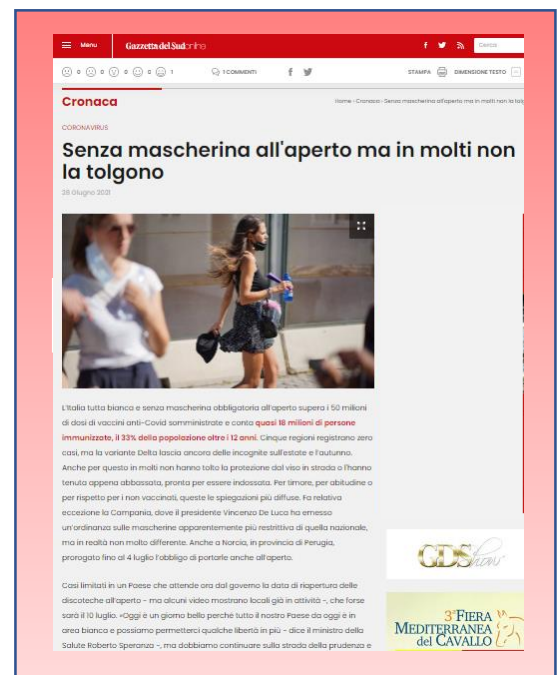 Menu
Gazzetta del Sud online
Cerca
0 0 0 0 1
1 COMMENTI
STAMPA
DIMENSIONE TESTO
Cronaca
Home › Cronaca › Senza mascherina all'aperto ma in molti non la tolg
CORONAVIRUS
Senza mascherina all'aperto ma in molti non
la tolgono
28 Giugno 2021
L'Italia tutta bianca e senza mascherina obbligatoria all'aperto supera i 50 milioni
di dosi di vaccini anti-Covid somministrate e conta quasi 18 milioni di persone
immunizzate, il 33% della popolazione oltre i 12 anni. Cinque regioni registrano zero
casi, ma la variante Delta lascia ancora delle incognite sull'estate e l'autunno.
Anche per questo in molti non hanno tolto la protezione dal viso in strada o l'hanno
tenuta appena abbassata, pronta per essere indossata. Per timore, per abitudine o
per rispetto per i non vaccinati, queste le spiegazioni più diffuse. Fa relativa
eccezione la Campania, dove il presidente Vincenzo De Luca ha emesso
un'ordinanza sulle mascherine apparentemente più restrittiva di quella nazionale,
ma in realtà non molto differente. Anche a Norcia, in provincia di Perugia,
prorogato fino al 4 luglio l'obbligo di portarle anche all'aperto.
Casi limitati in un Paese che attende ora dal governo la data di riapertura delle
discoteche all'aperto - ma alcuni video mostrano locali già in attività -, che forse
sarà il 10 luglio. «Oggi è un giorno bello perché tutto il nostro Paese da oggi è in
area bianca e possiamo permetterci qualche libertà in più - dice il ministro della
Salute Roberto Speranza -, ma dobbiamo continuare sulla strada della prudenza e
GDShow
3ª FIERA
MEDITERRANEA
del CAVALLO